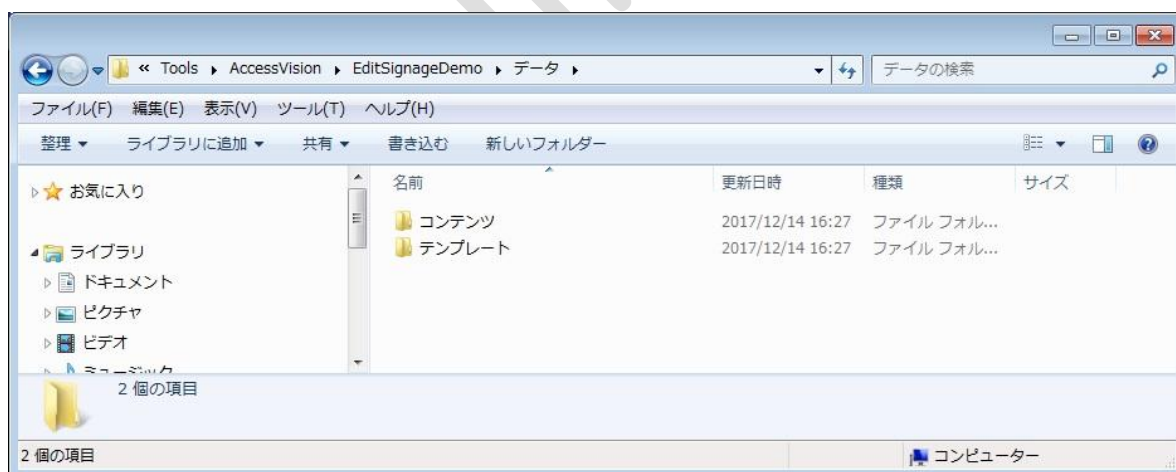 « Tools ▸ AccessVision ▸ EditSignageDemo ▸ データ ▸ データの検索
ファイル(F) 編集(E) 表示(V) ツール(T) ヘルプ(H)
整理 ライブラリに追加 共有 書き込む 新しいフォルダー
お気に入り
ライブラリ
ドキュメント
ピクチャ
ビデオ
ミュージック
名前 更新日時 種類 サイズ
コンテンツ 2017/12/14 16:27 ファイル フォル...
テンプレート 2017/12/14 16:27 ファイル フォル...
2 個の項目
2 個の項目 コンピューター